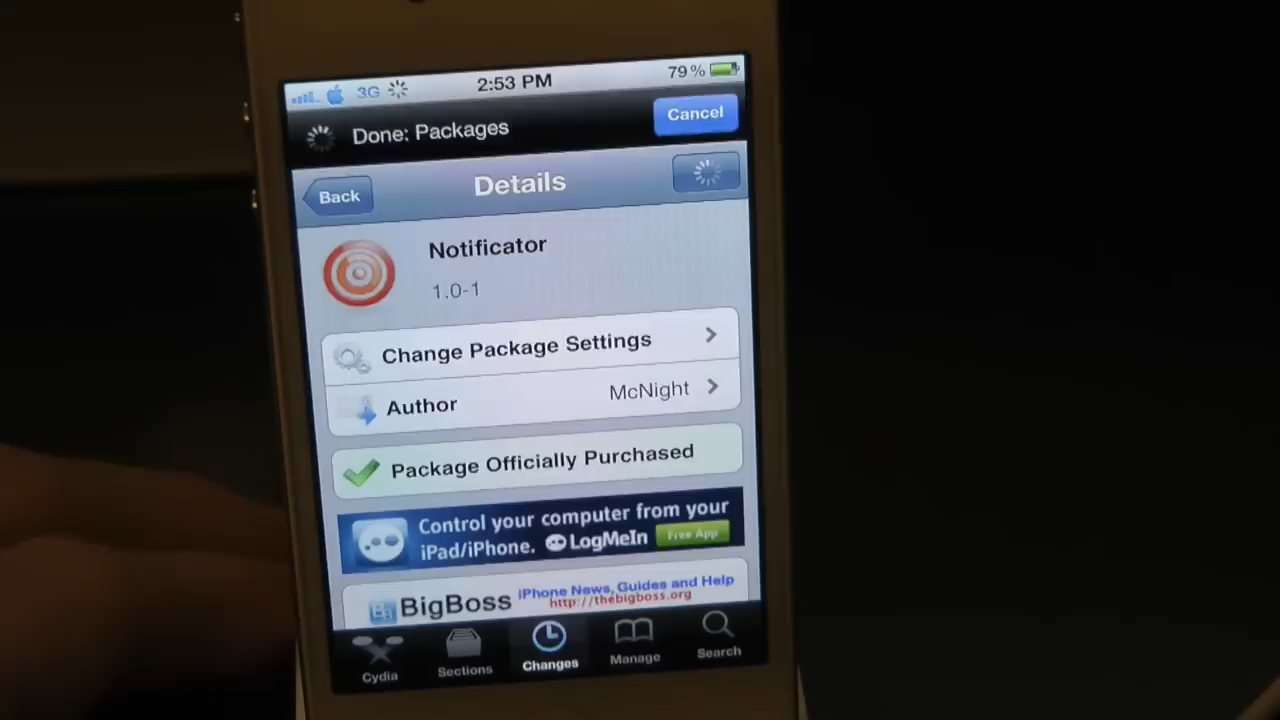 3G 2:53 PM 79%
Done: Packages Cancel
Back Details
Notificator
1.0-1
Change Package Settings
Author McNight
Package Officially Purchased
Control your computer from your
iPad/iPhone. LogMeIn Free App
BigBoss iPhone News, Guides and Help
http://thebigboss.org
Cydia Sections Changes Manage Search